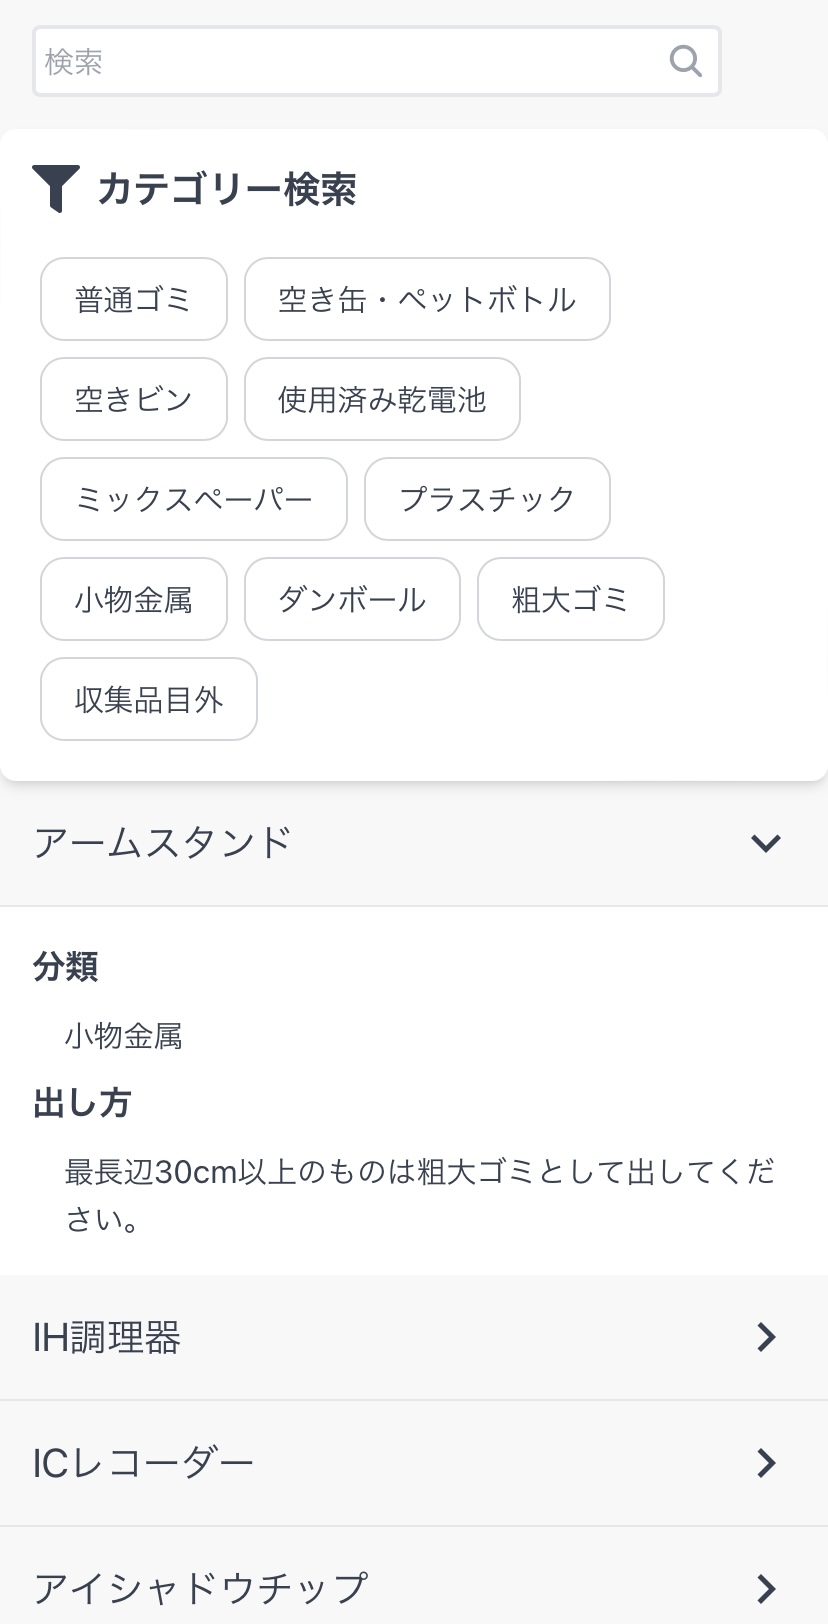 検索
カテゴリー検索
普通ゴミ
空き缶・ペットボトル
空きビン
使用済み乾電池
ミックスペーパー
プラスチック
小物金属
ダンボール
粗大ゴミ
収集品目外
アームスタンド
分類
小物金属
出し方
最長辺30cm以上のものは粗大ゴミとして出してくだ
さい。
IH調理器
ICレコーダー
アイシャドウチップ